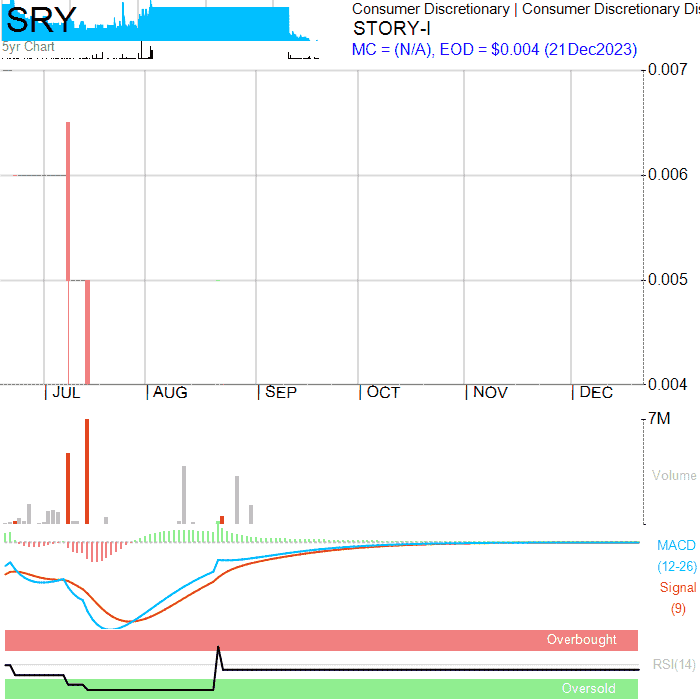 SRY
Consumer Discretionary | Consumer Discretionary Dis
STORY-I
5yr Chart
MC = (N/A), EOD = $0.004 (21Dec2023)
0.007
0.006
0.005
0.004
JUL
AUG
SEP
OCT
NOV
DEC
7M
Volume
MACD
(12-26)
Signal
(9)
Overbought
RSI(14)
Oversold